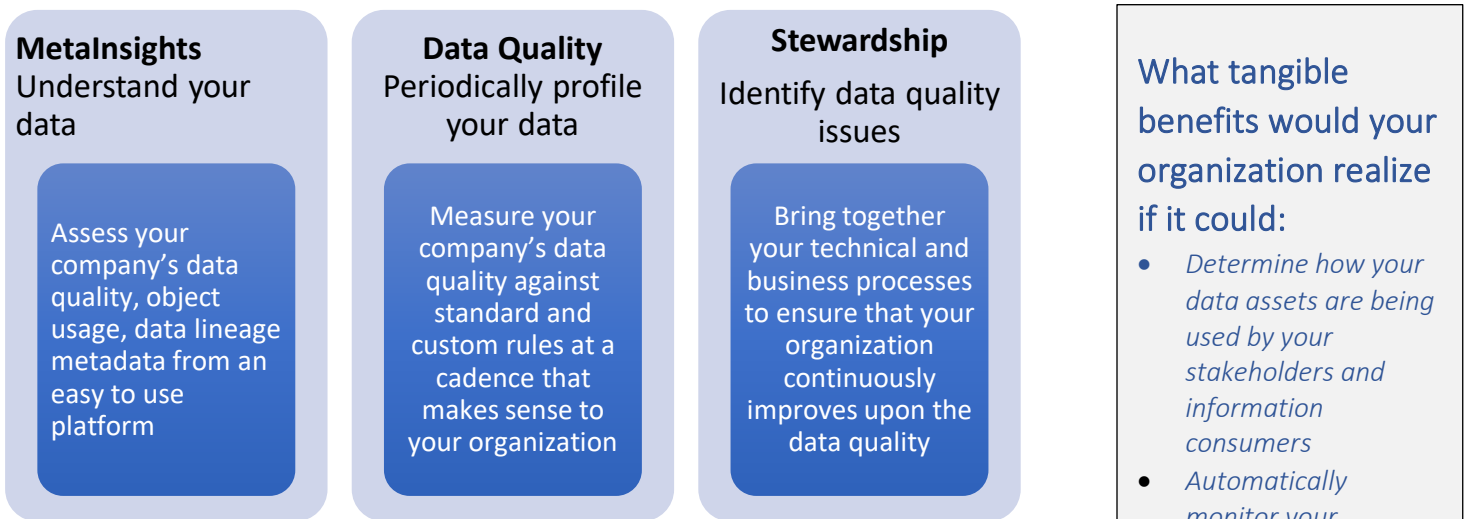 MetaInsights
Understand your
data
Assess your
company’s data
quality, object
usage, data lineage
metadata from an
easy to use
platform
Data Quality
Periodically profile
your data
Measure your
company’s data
quality against
standard and
custom rules at a
cadence that
makes sense to
your organization
Stewardship
Identify data quality
issues
Bring together
your technical and
business processes
to ensure that your
organization
continuously
improves upon the
data quality
What tangible
benefits would your
organization realize
if it could:
• Determine how your
data assets are being
used by your
stakeholders and
information
consumers
• Automatically
monitor your